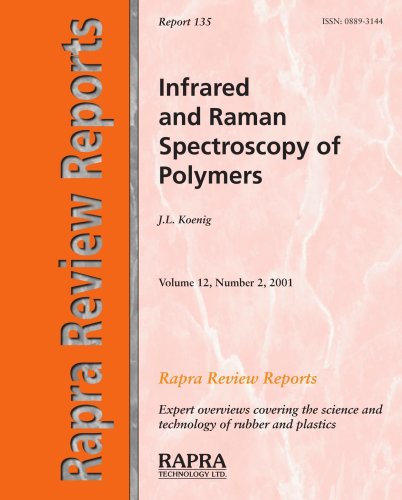 Rapra Review Reports
Report 135
ISSN: 0889-3144
Infrared
and Raman
Spectroscopy of
Polymers
J.L. Koenig
Volume 12, Number 2, 2001
Rapra Review Reports
Expert overviews covering the science and
technology of rubber and plastics
RAPRA
TECHNOLOGY LTD.